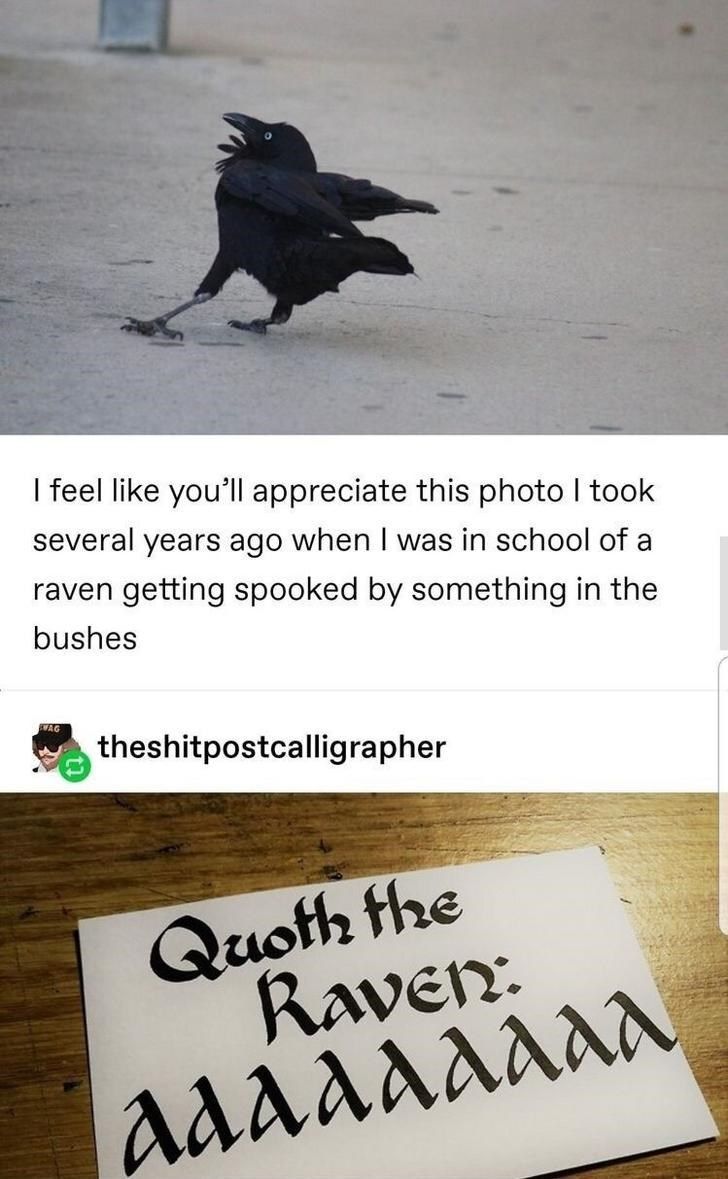 I feel like you’ll appreciate this photo I took
several years ago when I was in school of a
raven getting spooked by something in the
bushes
SWAG
theshitpostcalligrapher
Quoth the
Raven:
AAAAAAAAA